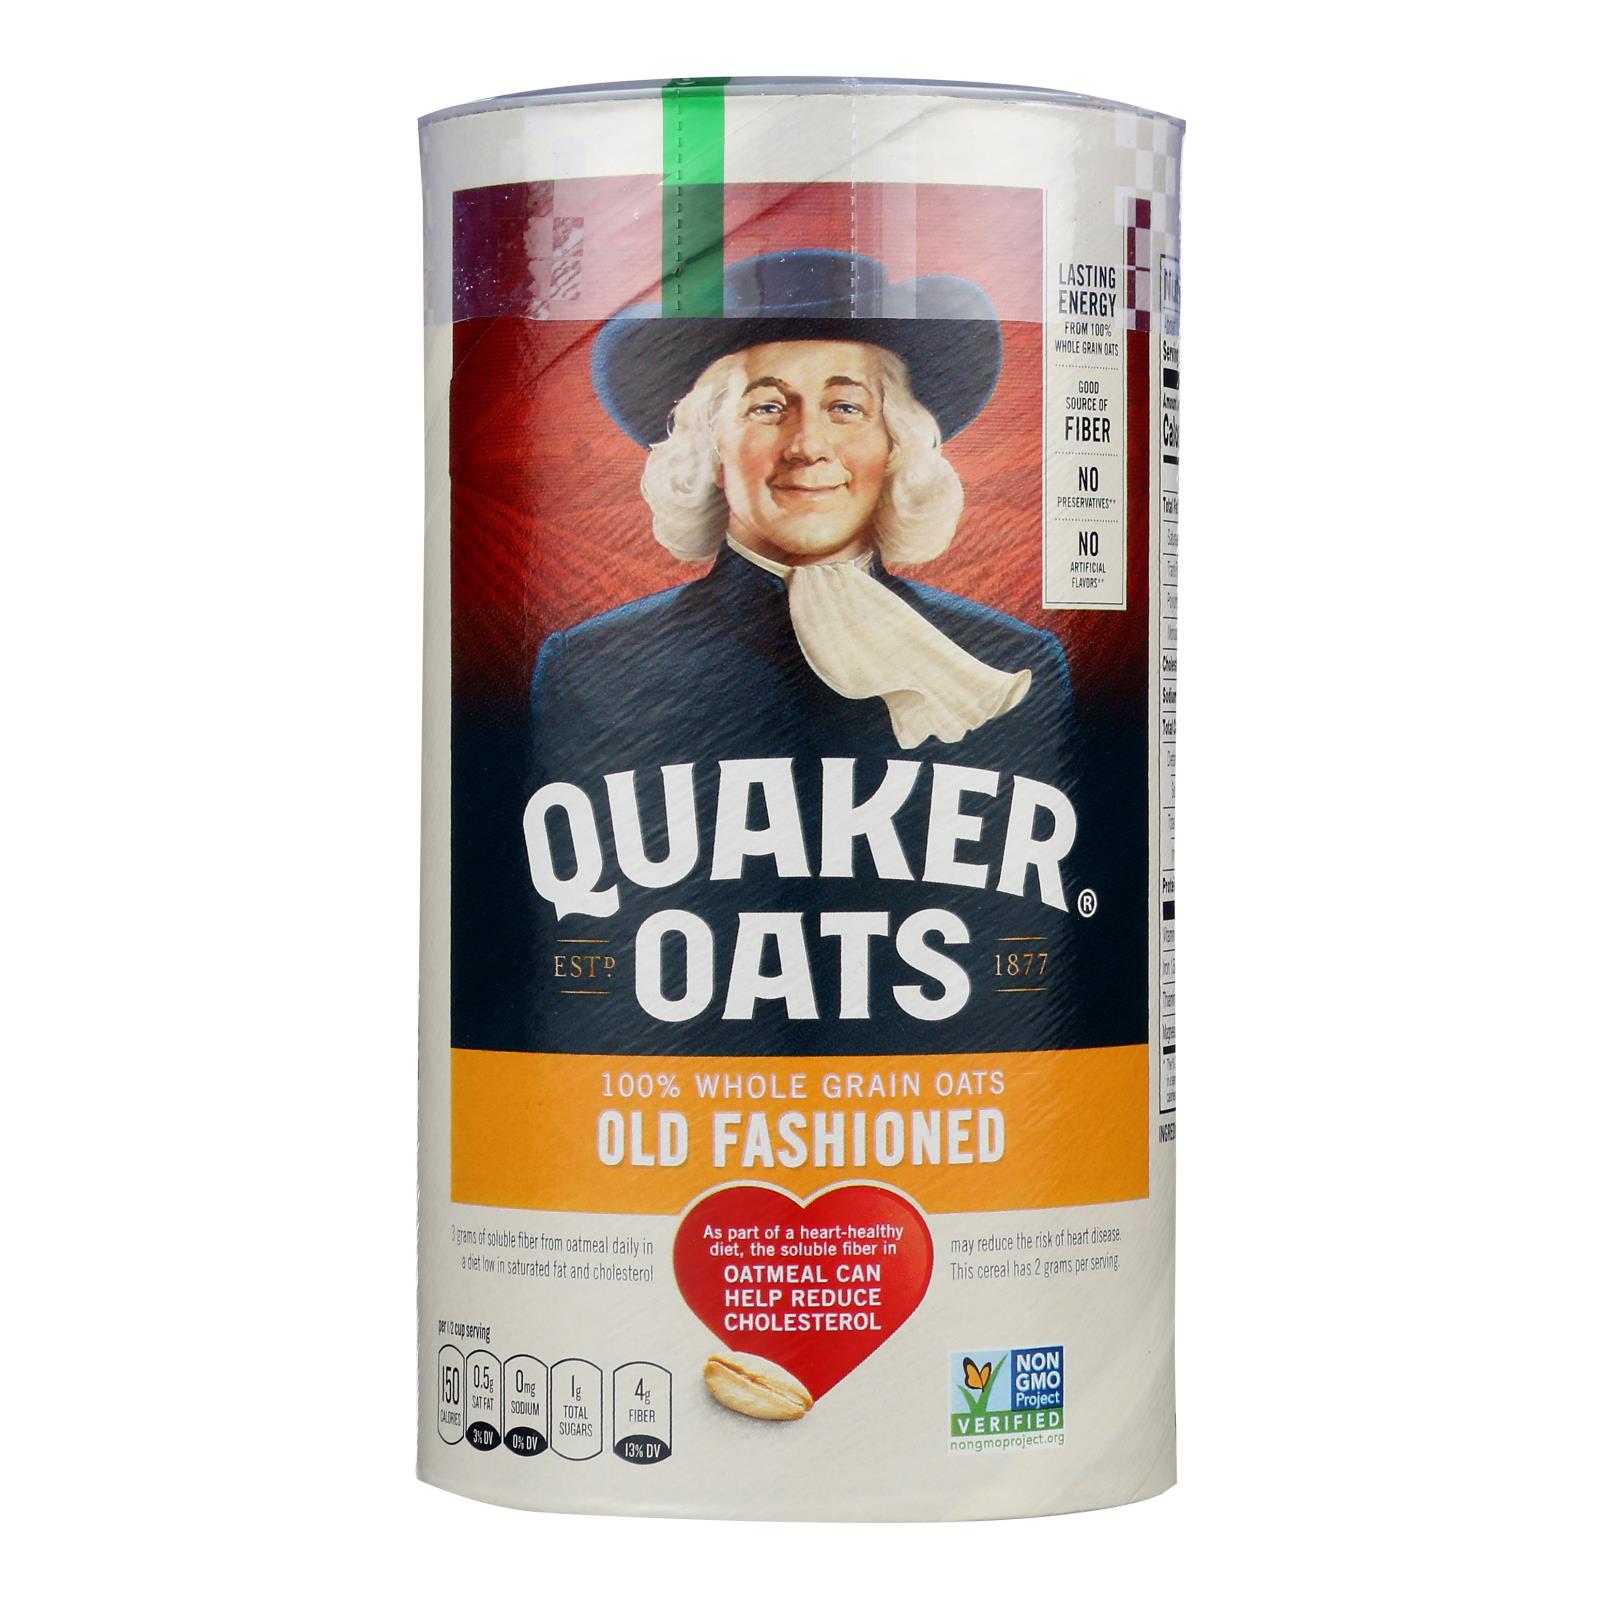 LASTING
ENERGY
FROM 100%
WHOLE GRAIN OATS
GOOD
SOURCE OF
FIBER
NO
PRESERVATIVES**
NO
ARTIFICIAL
FLAVORS**
QUAKER®
OATS
ESTD 1877
100% WHOLE GRAIN OATS
OLD FASHIONED
3 grams of soluble fiber from oatmeal daily in
a diet low in saturated fat and cholesterol
As part of a heart-healthy
diet, the soluble fiber in
OATMEAL CAN
HELP REDUCE
CHOLESTEROL
may reduce the risk of heart disease.
This cereal has 2 grams per serving.
per 1/2 cup serving
150
CALORIES
0.5g
SAT FAT
3% DV
0mg
SODIUM
0% DV
1g
TOTAL
SUGARS
4g
FIBER
13% DV
NON
GMO
Project
VERIFIED
nongmoproject.org